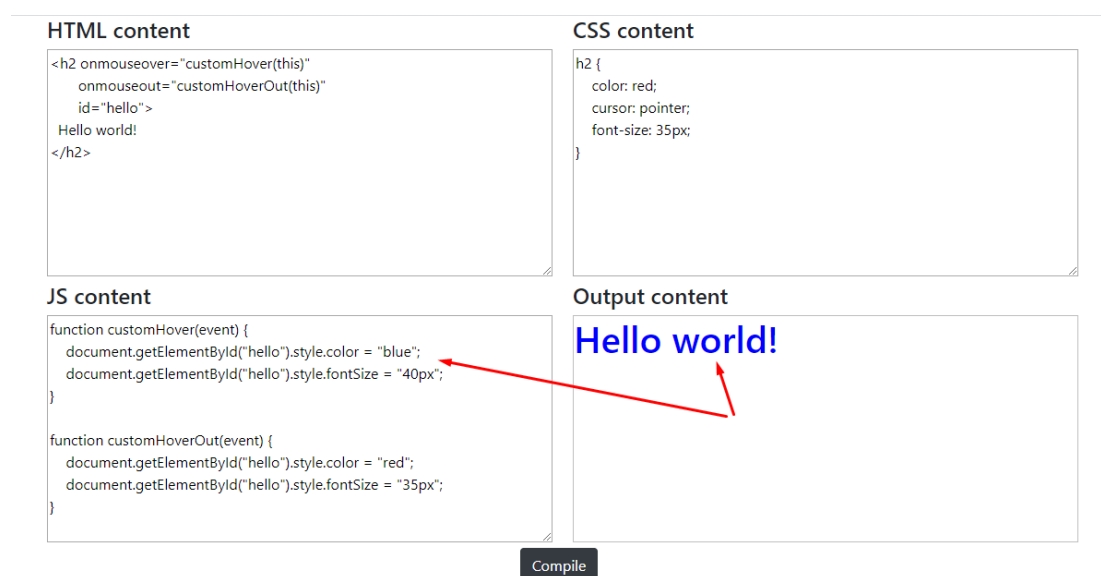 HTML content
<h2 onmouseover="customHover(this)"
onmouseout="customHoverOut(this)"
id="hello">
Hello world!
</h2>
CSS content
h2 {
color: red;
cursor: pointer;
font-size: 35px;
}
JS content
function customHover(event) {
document.getElementById("hello").style.color = "blue";
document.getElementById("hello").style.fontSize = "40px";
}
function customHoverOut(event) {
document.getElementById("hello").style.color = "red";
document.getElementById("hello").style.fontSize = "35px";
}
Output content
Hello world!
Compile